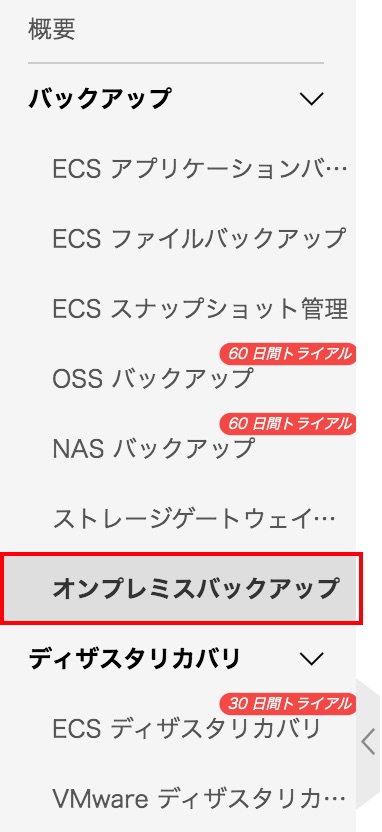 概要
バックアップ
ECS アプリケーションバ…
ECS ファイルバックアップ
ECS スナップショット管理
60 日間トライアル
OSS バックアップ
60 日間トライアル
NAS バックアップ
ストレージゲートウェイ…
オンプレミスバックアップ
ディザスタリカバリ
30 日間トライアル
ECS ディザスタリカバリ
VMware ディザスタリカ…